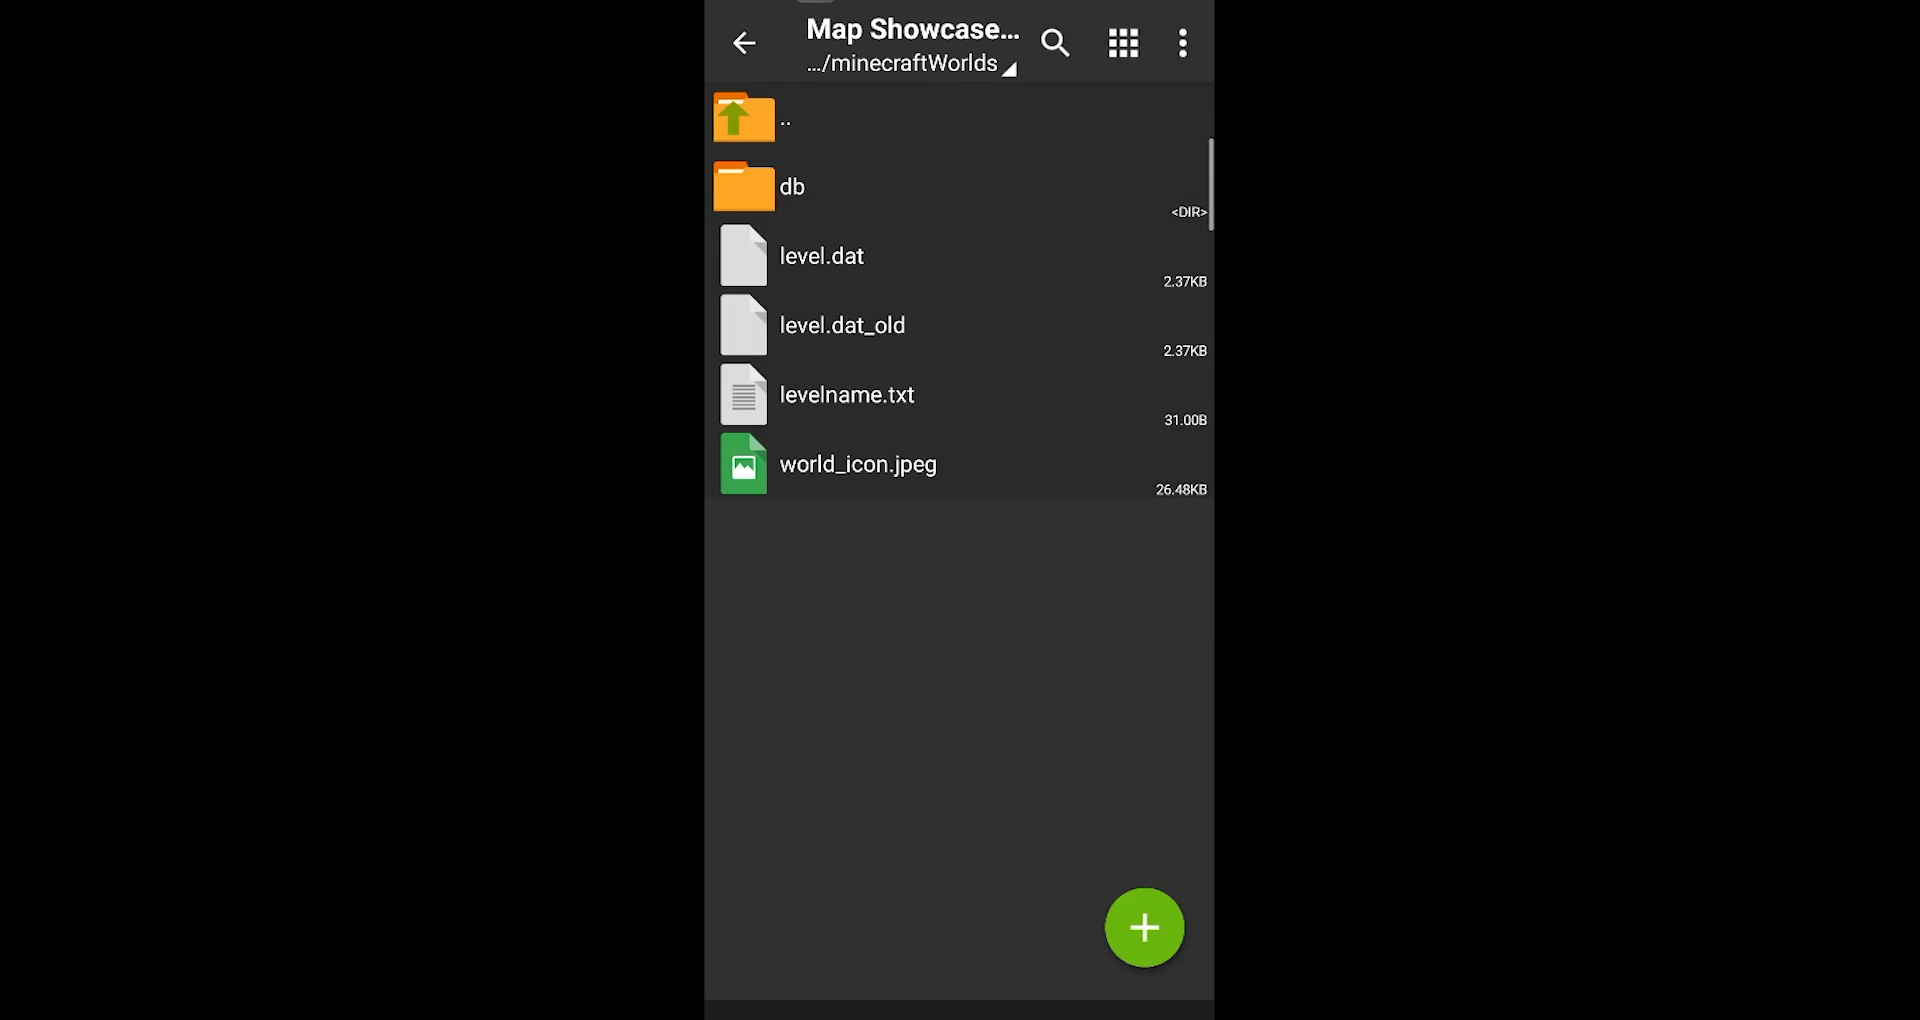 Map Showcase...
.../minecraftWorlds
..
db
<DIR>
level.dat
2.37KB
level.dat_old
2.37KB
levelname.txt
31.00B
world_icon.jpeg
26.48KB